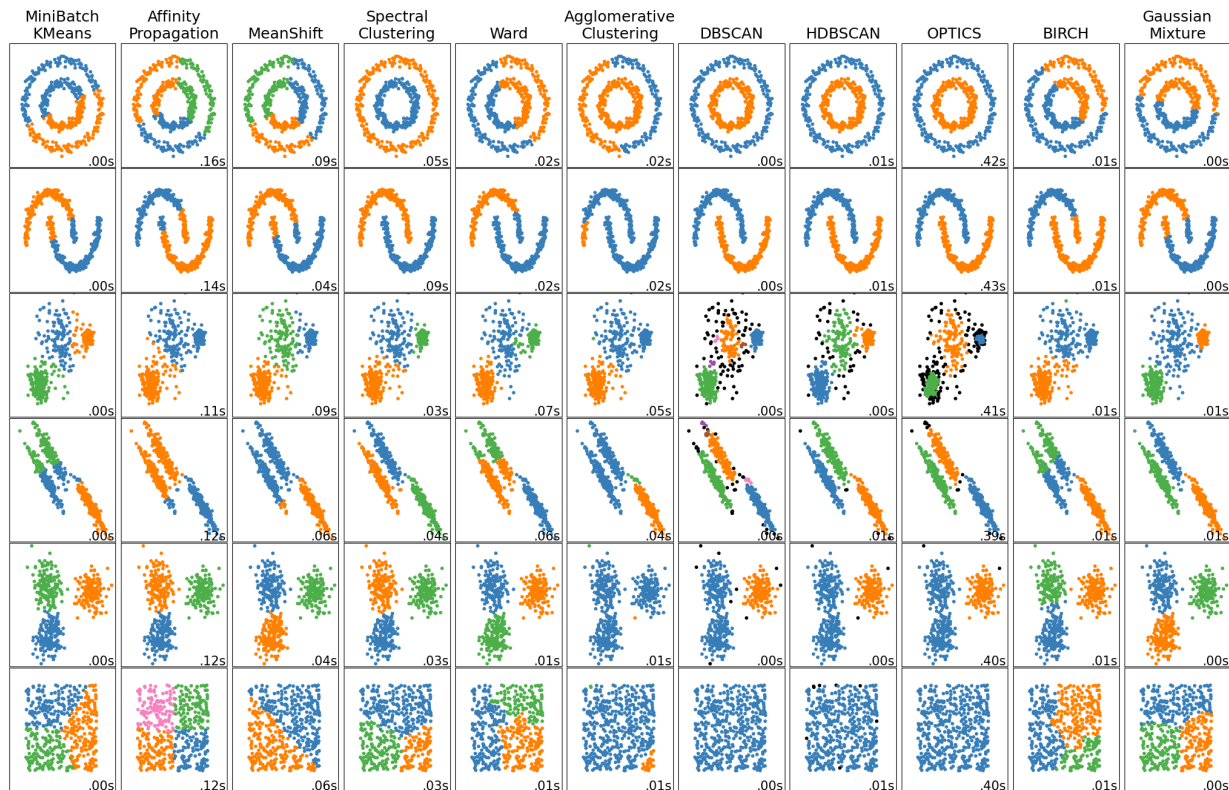 MiniBatch
KMeans
Affinity
Propagation
MeanShift
Spectral
Clustering
Ward
Agglomerative
Clustering
DBSCAN
HDBSCAN
OPTICS
BIRCH
Gaussian
Mixture
.00s .16s .09s .05s .02s .02s .00s .01s .42s .01s .00s
.00s .14s .04s .09s .02s .02s .00s .01s .43s .01s .00s
.00s .11s .09s .03s .07s .05s .00s .00s .41s .01s .01s
.00s .12s .06s .04s .06s .04s .00s .01s .39s .01s .01s
.00s .12s .04s .03s .01s .01s .00s .00s .40s .01s .00s
.00s .12s .06s .03s .01s .01s .00s .00s .40s .01s .00s